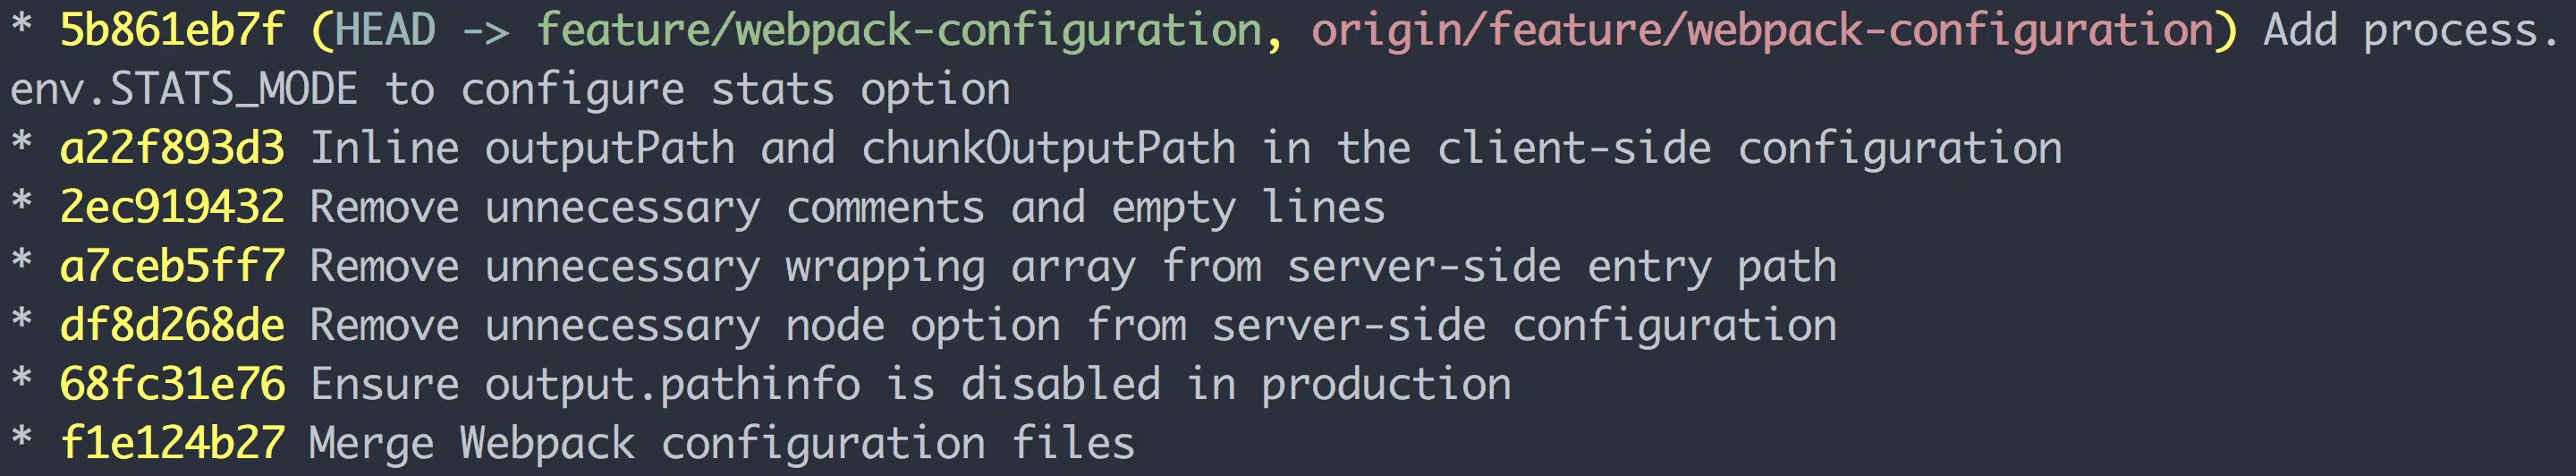 * 5b861eb7f (HEAD -> feature/webpack-configuration, origin/feature/webpack-configuration) Add process.
env.STATS_MODE to configure stats option
* a22f893d3 Inline outputPath and chunkOutputPath in the client-side configuration
* 2ec919432 Remove unnecessary comments and empty lines
* a7ceb5ff7 Remove unnecessary wrapping array from server-side entry path
* df8d268de Remove unnecessary node option from server-side configuration
* 68fc31e76 Ensure output.pathinfo is disabled in production
* f1e124b27 Merge Webpack configuration files